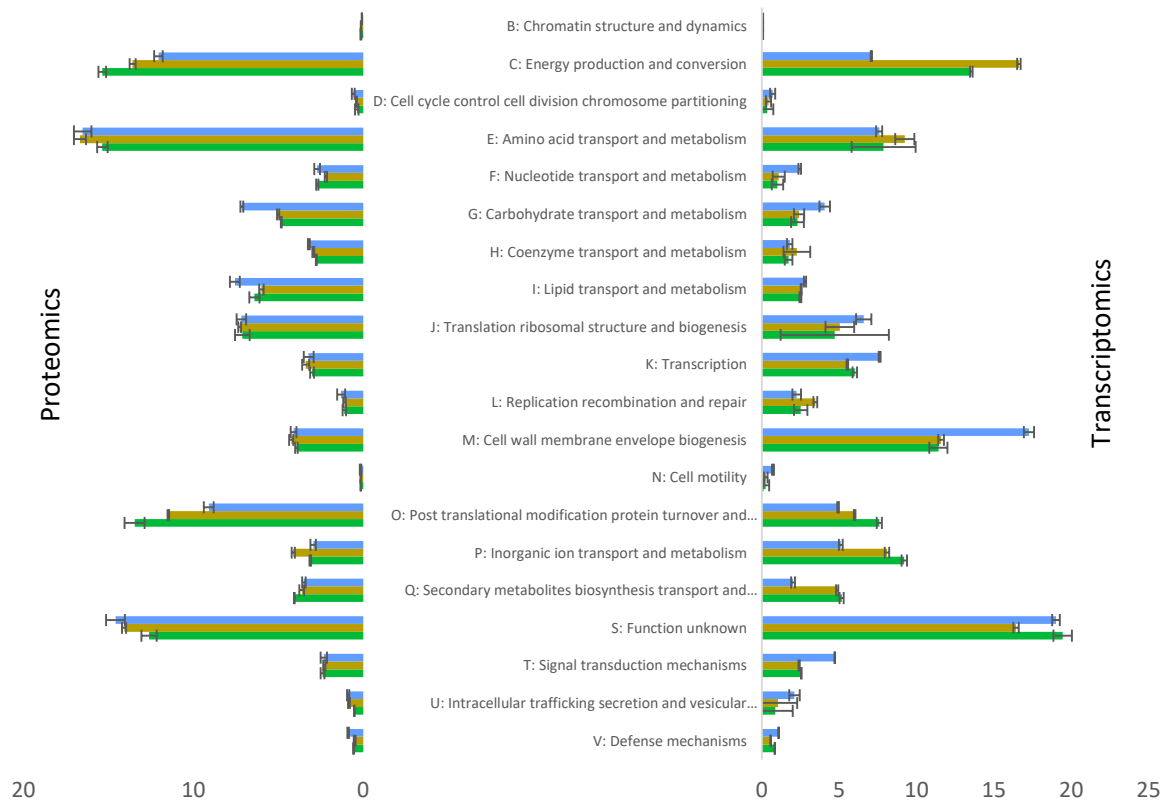 B: Chromatin structure and dynamics
C: Energy production and conversion
D: Cell cycle control cell division chromosome partitioning
E: Amino acid transport and metabolism
F: Nucleotide transport and metabolism
G: Carbohydrate transport and metabolism
H: Coenzyme transport and metabolism
I: Lipid transport and metabolism
J: Translation ribosomal structure and biogenesis
K: Transcription
L: Replication recombination and repair
M: Cell wall membrane envelope biogenesis
N: Cell motility
O: Post translational modification protein turnover and...
P: Inorganic ion transport and metabolism
Q: Secondary metabolites biosynthesis transport and...
S: Function unknown
T: Signal transduction mechanisms
U: Intracellular trafficking secretion and vesicular...
V: Defense mechanisms
Proteomics
Transcriptomics
20 10 0 0 5 10 15 20 25